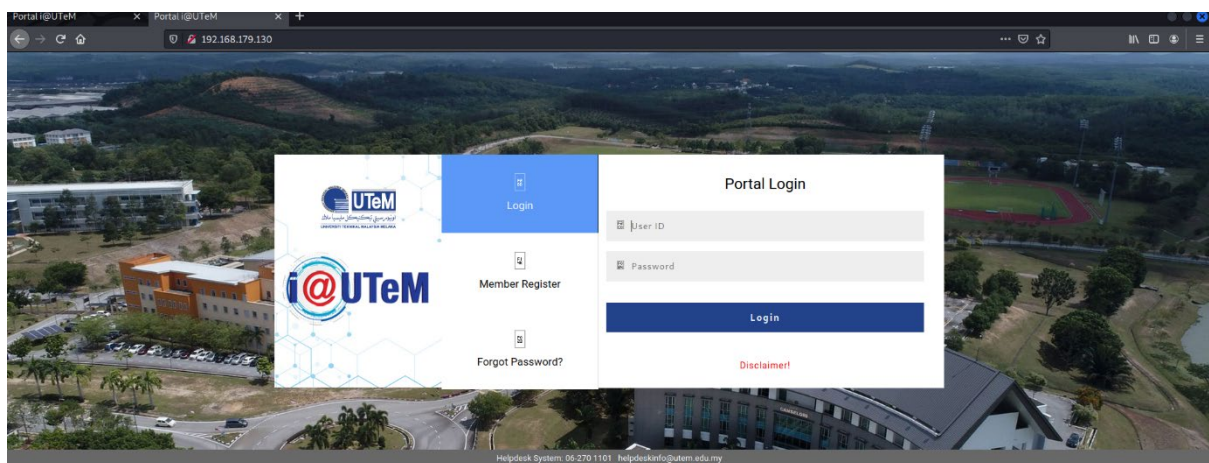 Portal i@UTeM
Portal i@UTeM
192.168.179.130
UTeM
UNIVERSITI TEKNIKAL MALAYSIA MELAKA
i@UTeM
Login
Member Register
Forgot Password?
Portal Login
User ID
Password
Login
Disclaimer!
Helpdesk System: 06-270 1101 helpdeskinfo@utem.edu.my